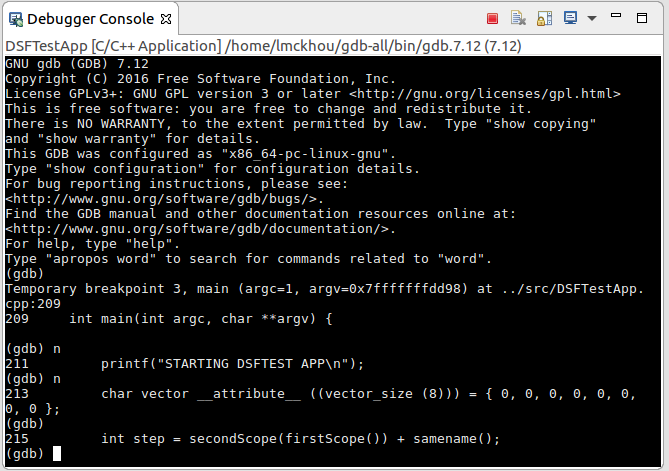 Debugger Console
DSFTestApp [C/C++ Application] /home/lmckhou/gdb-all/bin/gdb.7.12 (7.12)
GNU gdb (GDB) 7.12
Copyright (C) 2016 Free Software Foundation, Inc.
License GPLv3+: GNU GPL version 3 or later <http://gnu.org/licenses/gpl.html>
This is free software: you are free to change and redistribute it.
There is NO WARRANTY, to the extent permitted by law.  Type "show copying"
and "show warranty" for details.
This GDB was configured as "x86_64-pc-linux-gnu".
Type "show configuration" for configuration details.
For bug reporting instructions, please see:
<http://www.gnu.org/software/gdb/bugs/>.
Find the GDB manual and other documentation resources online at:
<http://www.gnu.org/software/gdb/documentation/>.
For help, type "help".
Type "apropos word" to search for commands related to "word".
(gdb)
Temporary breakpoint 3, main (argc=1, argv=0x7fffffffdd98) at ../src/DSFTestApp.
cpp:209
209     int main(int argc, char **argv) {
(gdb) n
211         printf("STARTING DSFTEST APP\n");
(gdb) n
213         char vector __attribute__ ((vector_size (8))) = { 0, 0, 0, 0, 0, 0,
0, 0 };
(gdb)
215         int step = secondScope(firstScope()) + samename();
(gdb)